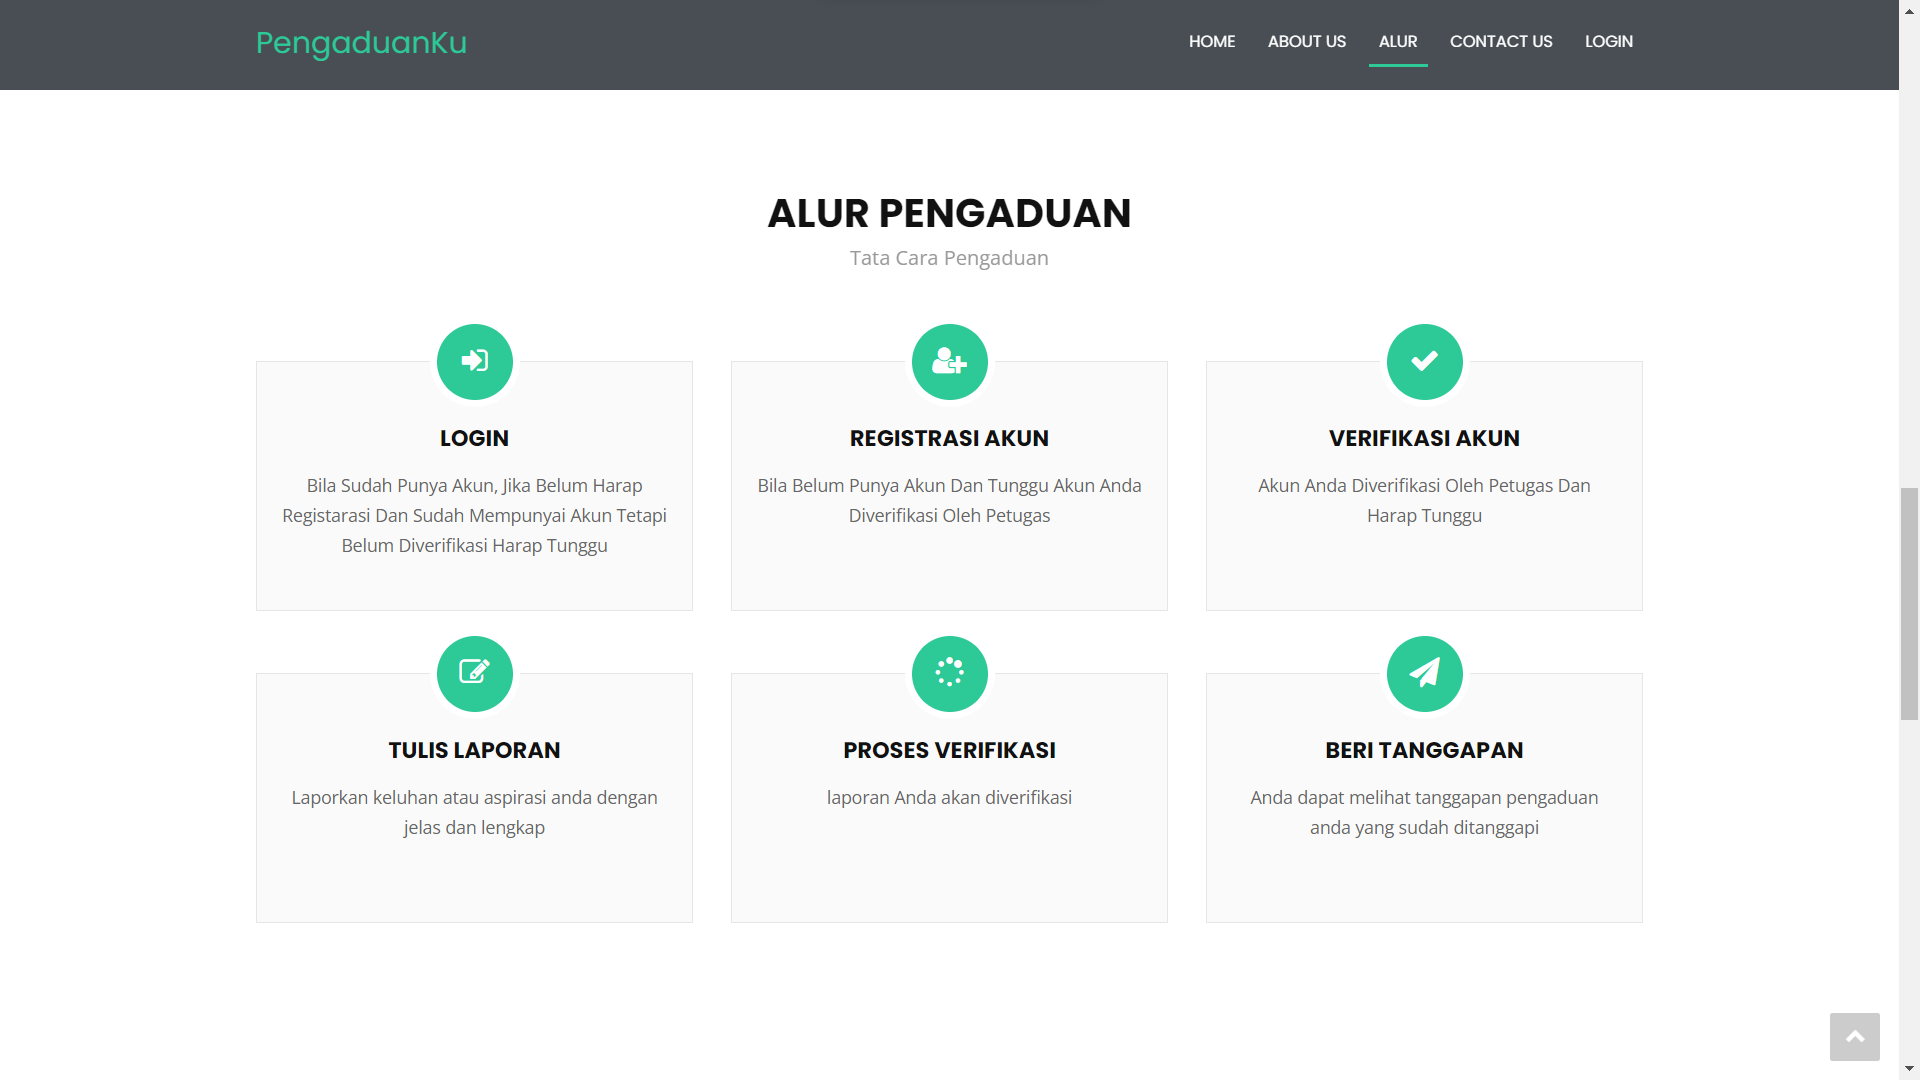 PengaduanKu
HOME
ABOUT US
ALUR
CONTACT US
LOGIN
ALUR PENGADUAN
Tata Cara Pengaduan
LOGIN
Bila Sudah Punya Akun, Jika Belum Harap
Registarasi Dan Sudah Mempunyai Akun Tetapi
Belum Diverifikasi Harap Tunggu
REGISTRASI AKUN
Bila Belum Punya Akun Dan Tunggu Akun Anda
Diverifikasi Oleh Petugas
VERIFIKASI AKUN
Akun Anda Diverifikasi Oleh Petugas Dan
Harap Tunggu
TULIS LAPORAN
Laporkan keluhan atau aspirasi anda dengan
jelas dan lengkap
PROSES VERIFIKASI
laporan Anda akan diverifikasi
BERI TANGGAPAN
Anda dapat melihat tanggapan pengaduan
anda yang sudah ditanggapi